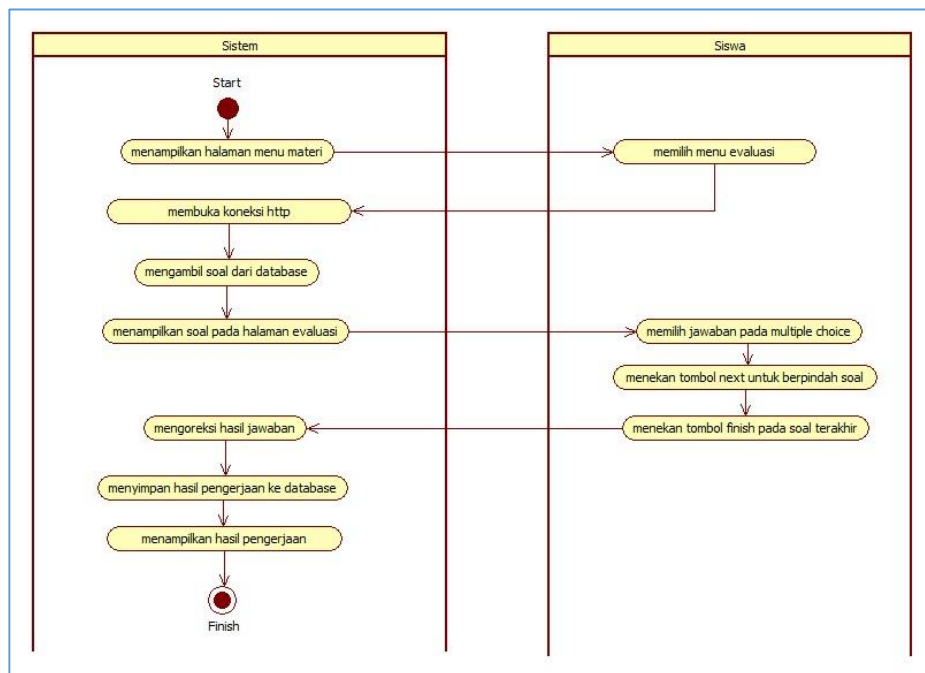 Sistem
Siswa
Start
menampilkan halaman menu materi
memilih menu evaluasi
membuka koneksi http
mengambil soal dari database
menampilkan soal pada halaman evaluasi
memilih jawaban pada multiple choice
menekan tombol next untuk berpindah soal
menekan tombol finish pada soal terakhir
mengoreksi hasil jawaban
menyimpan hasil pengerjaan ke database
menampilkan hasil pengerjaan
Finish